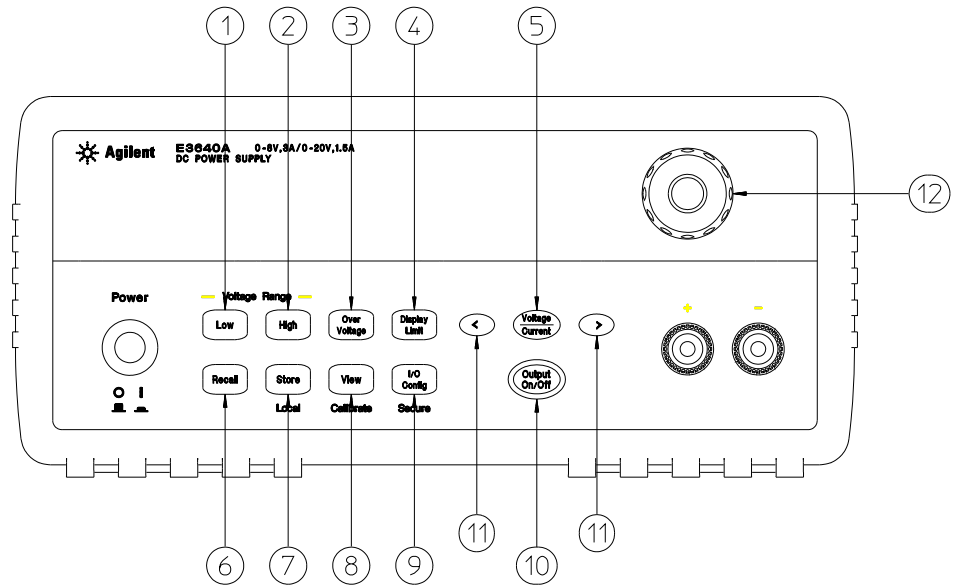 1 2 3 4 5
Agilent E3640A 0-8V,3A/0-20V,1.5A
DC POWER SUPPLY
12
Power
Voltage Range
+ -
Low High Over Voltage Display Limit < Voltage Current >
Recall Store View I/O Config Output On/Off
O I
Local Calibrate Secure
11 11
6 7 8 9 10